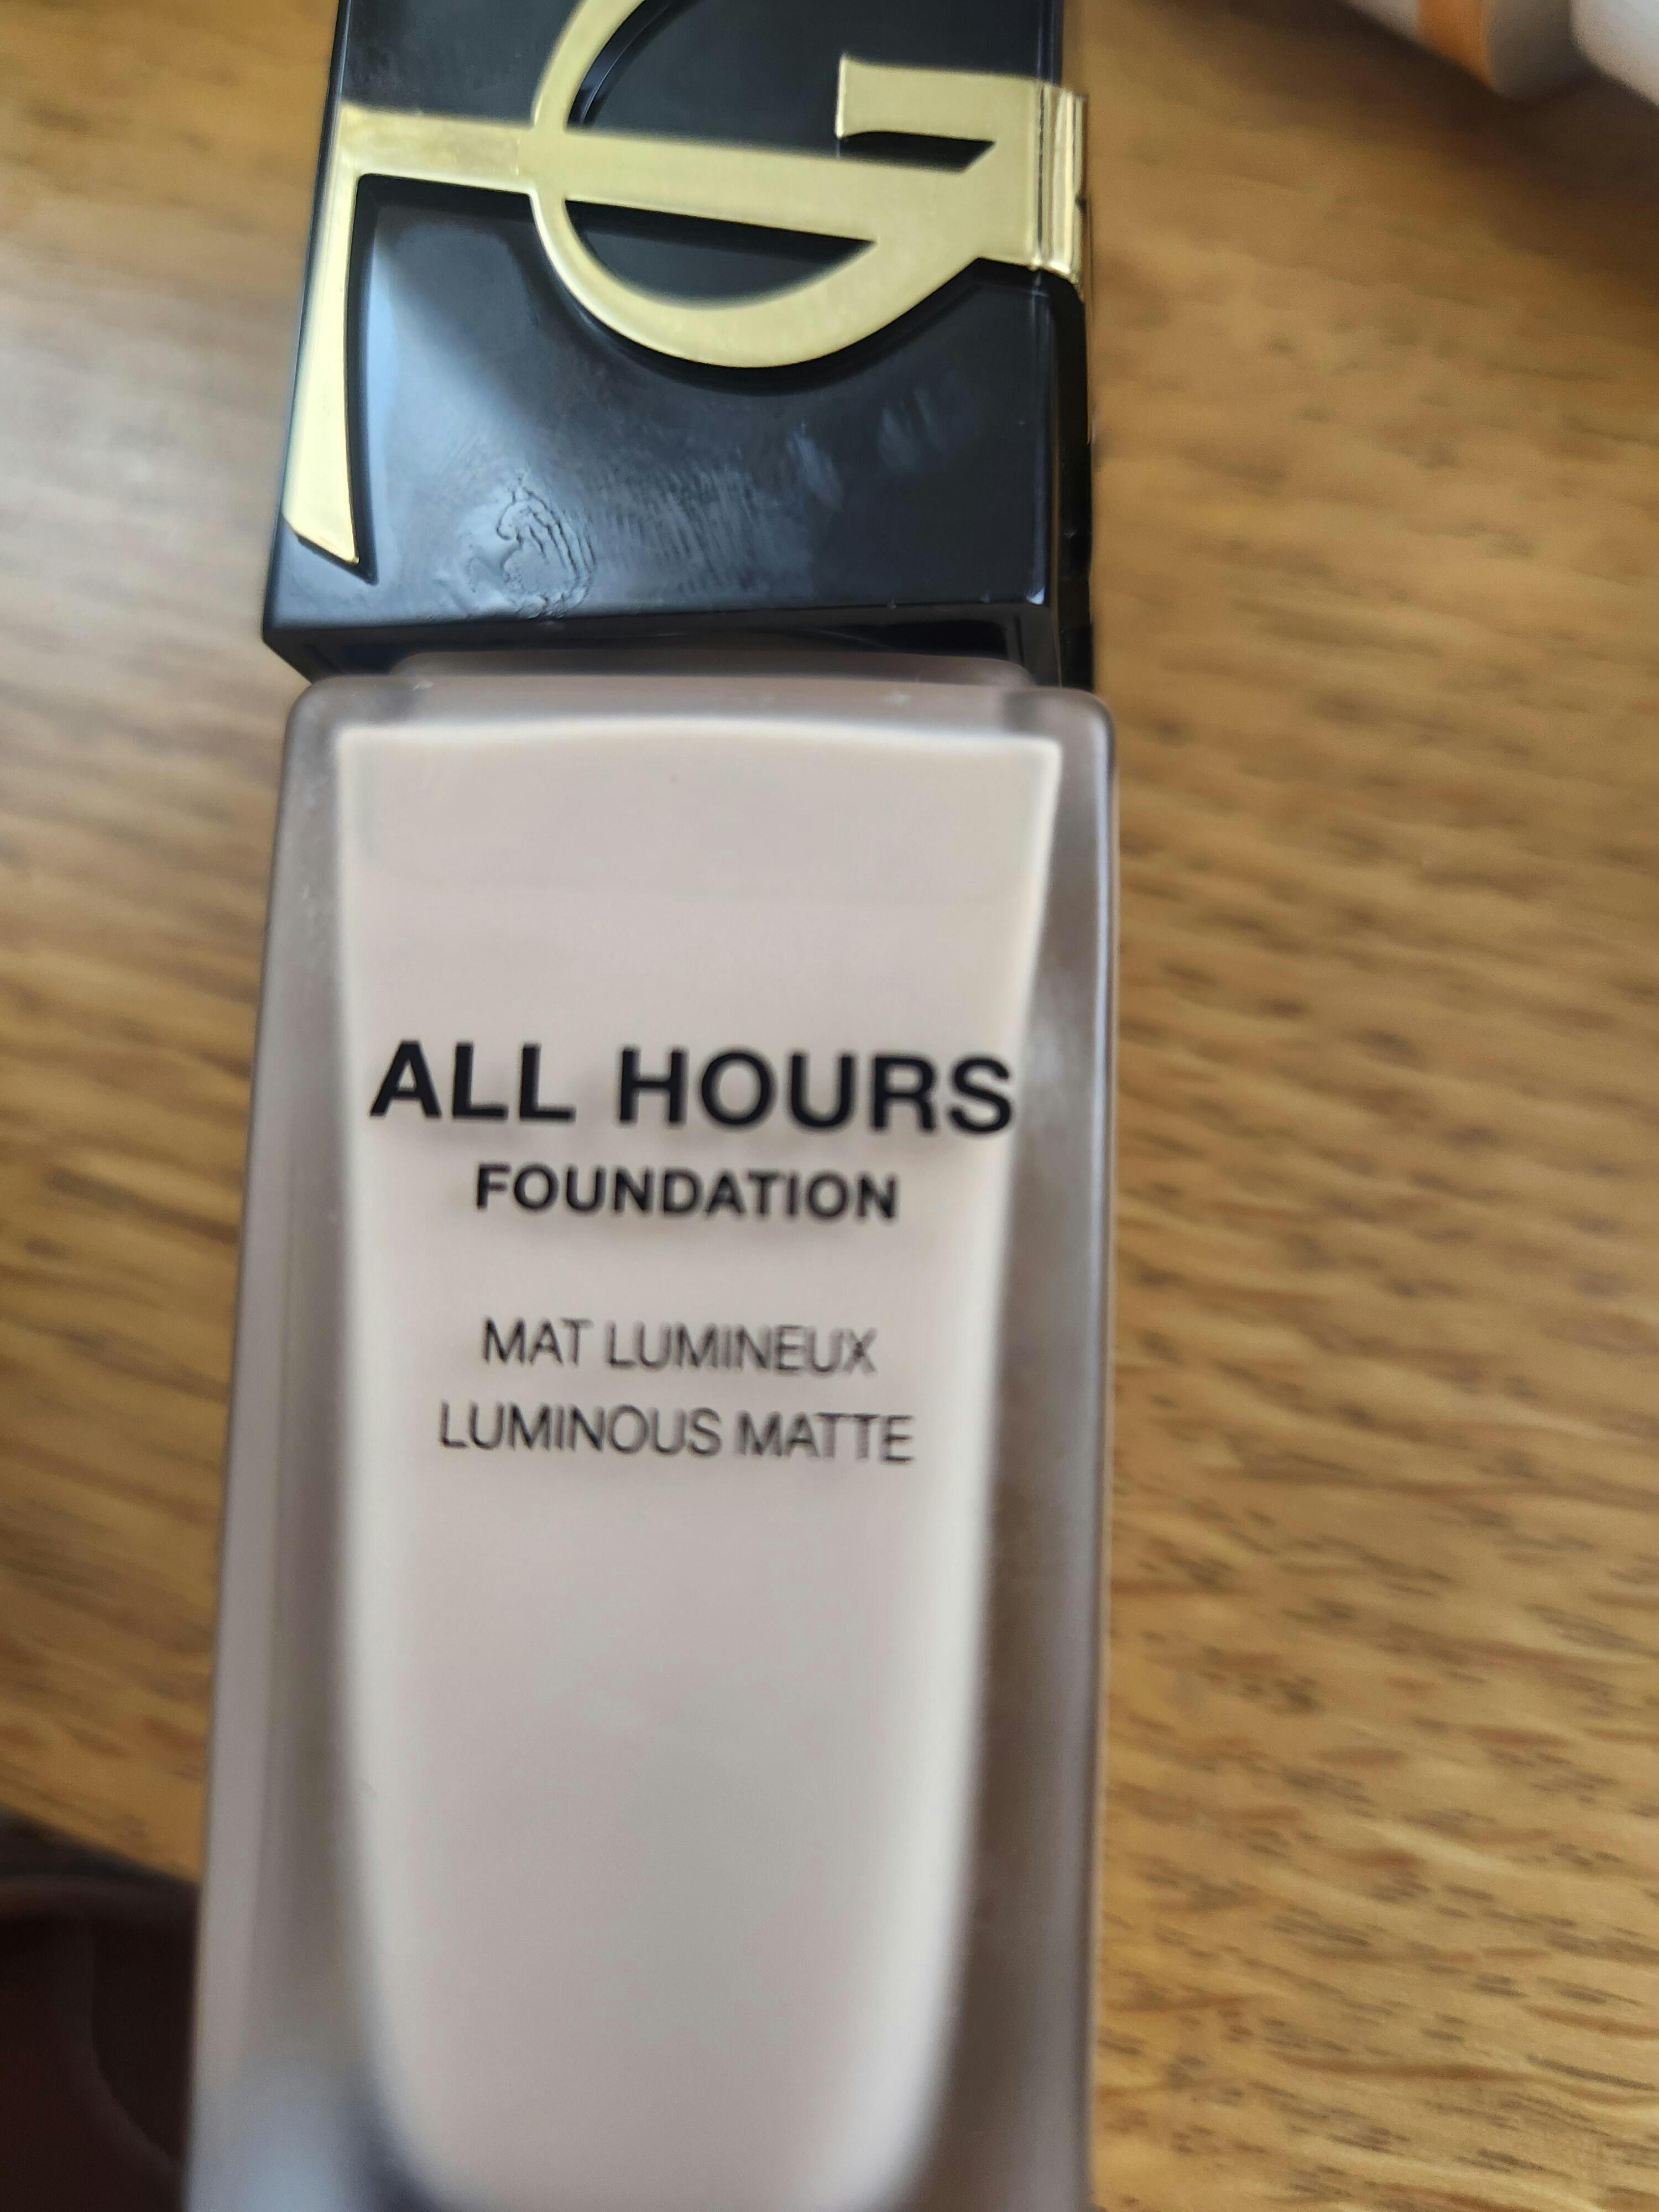 ALL HOURS
FOUNDATION
MAT LUMINEUX
LUMINOUS MATTE